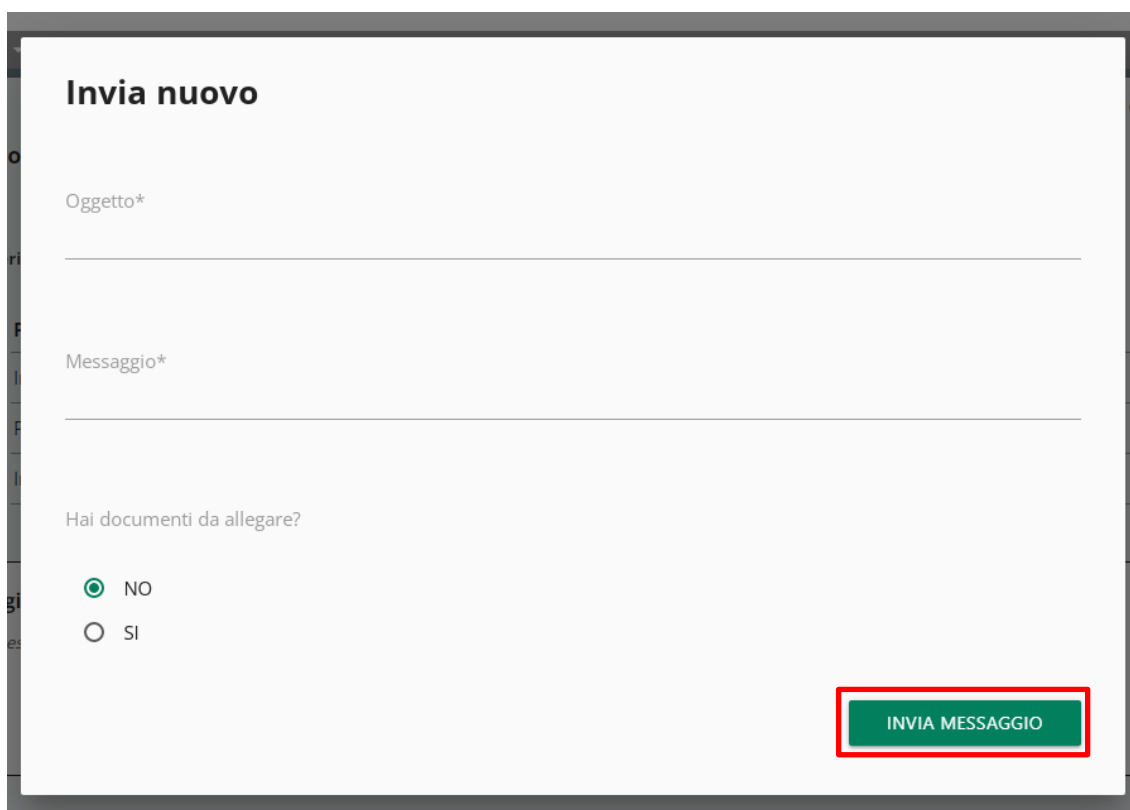 Invia nuovo
Oggetto*
Messaggio*
Hai documenti da allegare?
NO
SI
INVIA MESSAGGIO